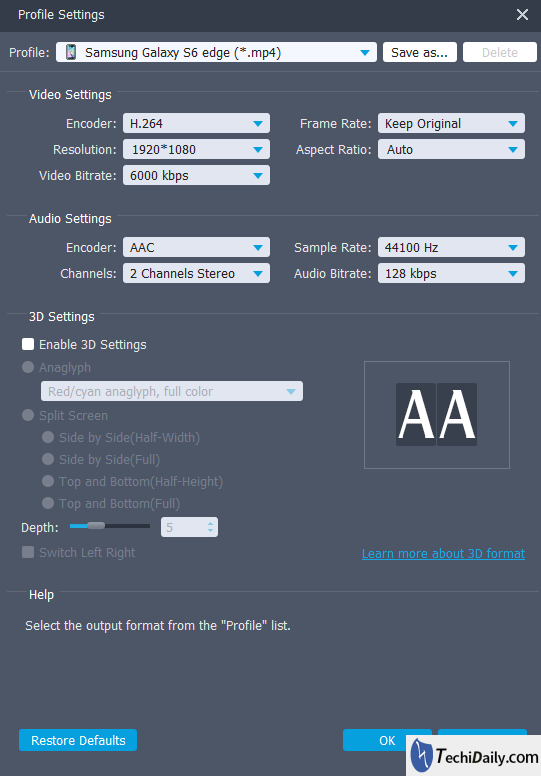 Profile Settings
Profile: Samsung Galaxy S6 edge (*.mp4) Save as... Delete
Video Settings
Encoder: H.264 Frame Rate: Keep Original
Resolution: 1920*1080 Aspect Ratio: Auto
Video Bitrate: 6000 kbps
Audio Settings
Encoder: AAC Sample Rate: 44100 Hz
Channels: 2 Channels Stereo Audio Bitrate: 128 kbps
3D Settings
Enable 3D Settings
Anaglyph
Red/cyan anaglyph, full color
AA
Split Screen
Side by Side(Half-Width)
Side by Side(Full)
Top and Bottom(Half-Height)
Top and Bottom(Full)
Depth: 5
Switch Left Right Learn more about 3D format
Help
Select the output format from the "Profile" list.
Restore Defaults OK
TechiDaily.com